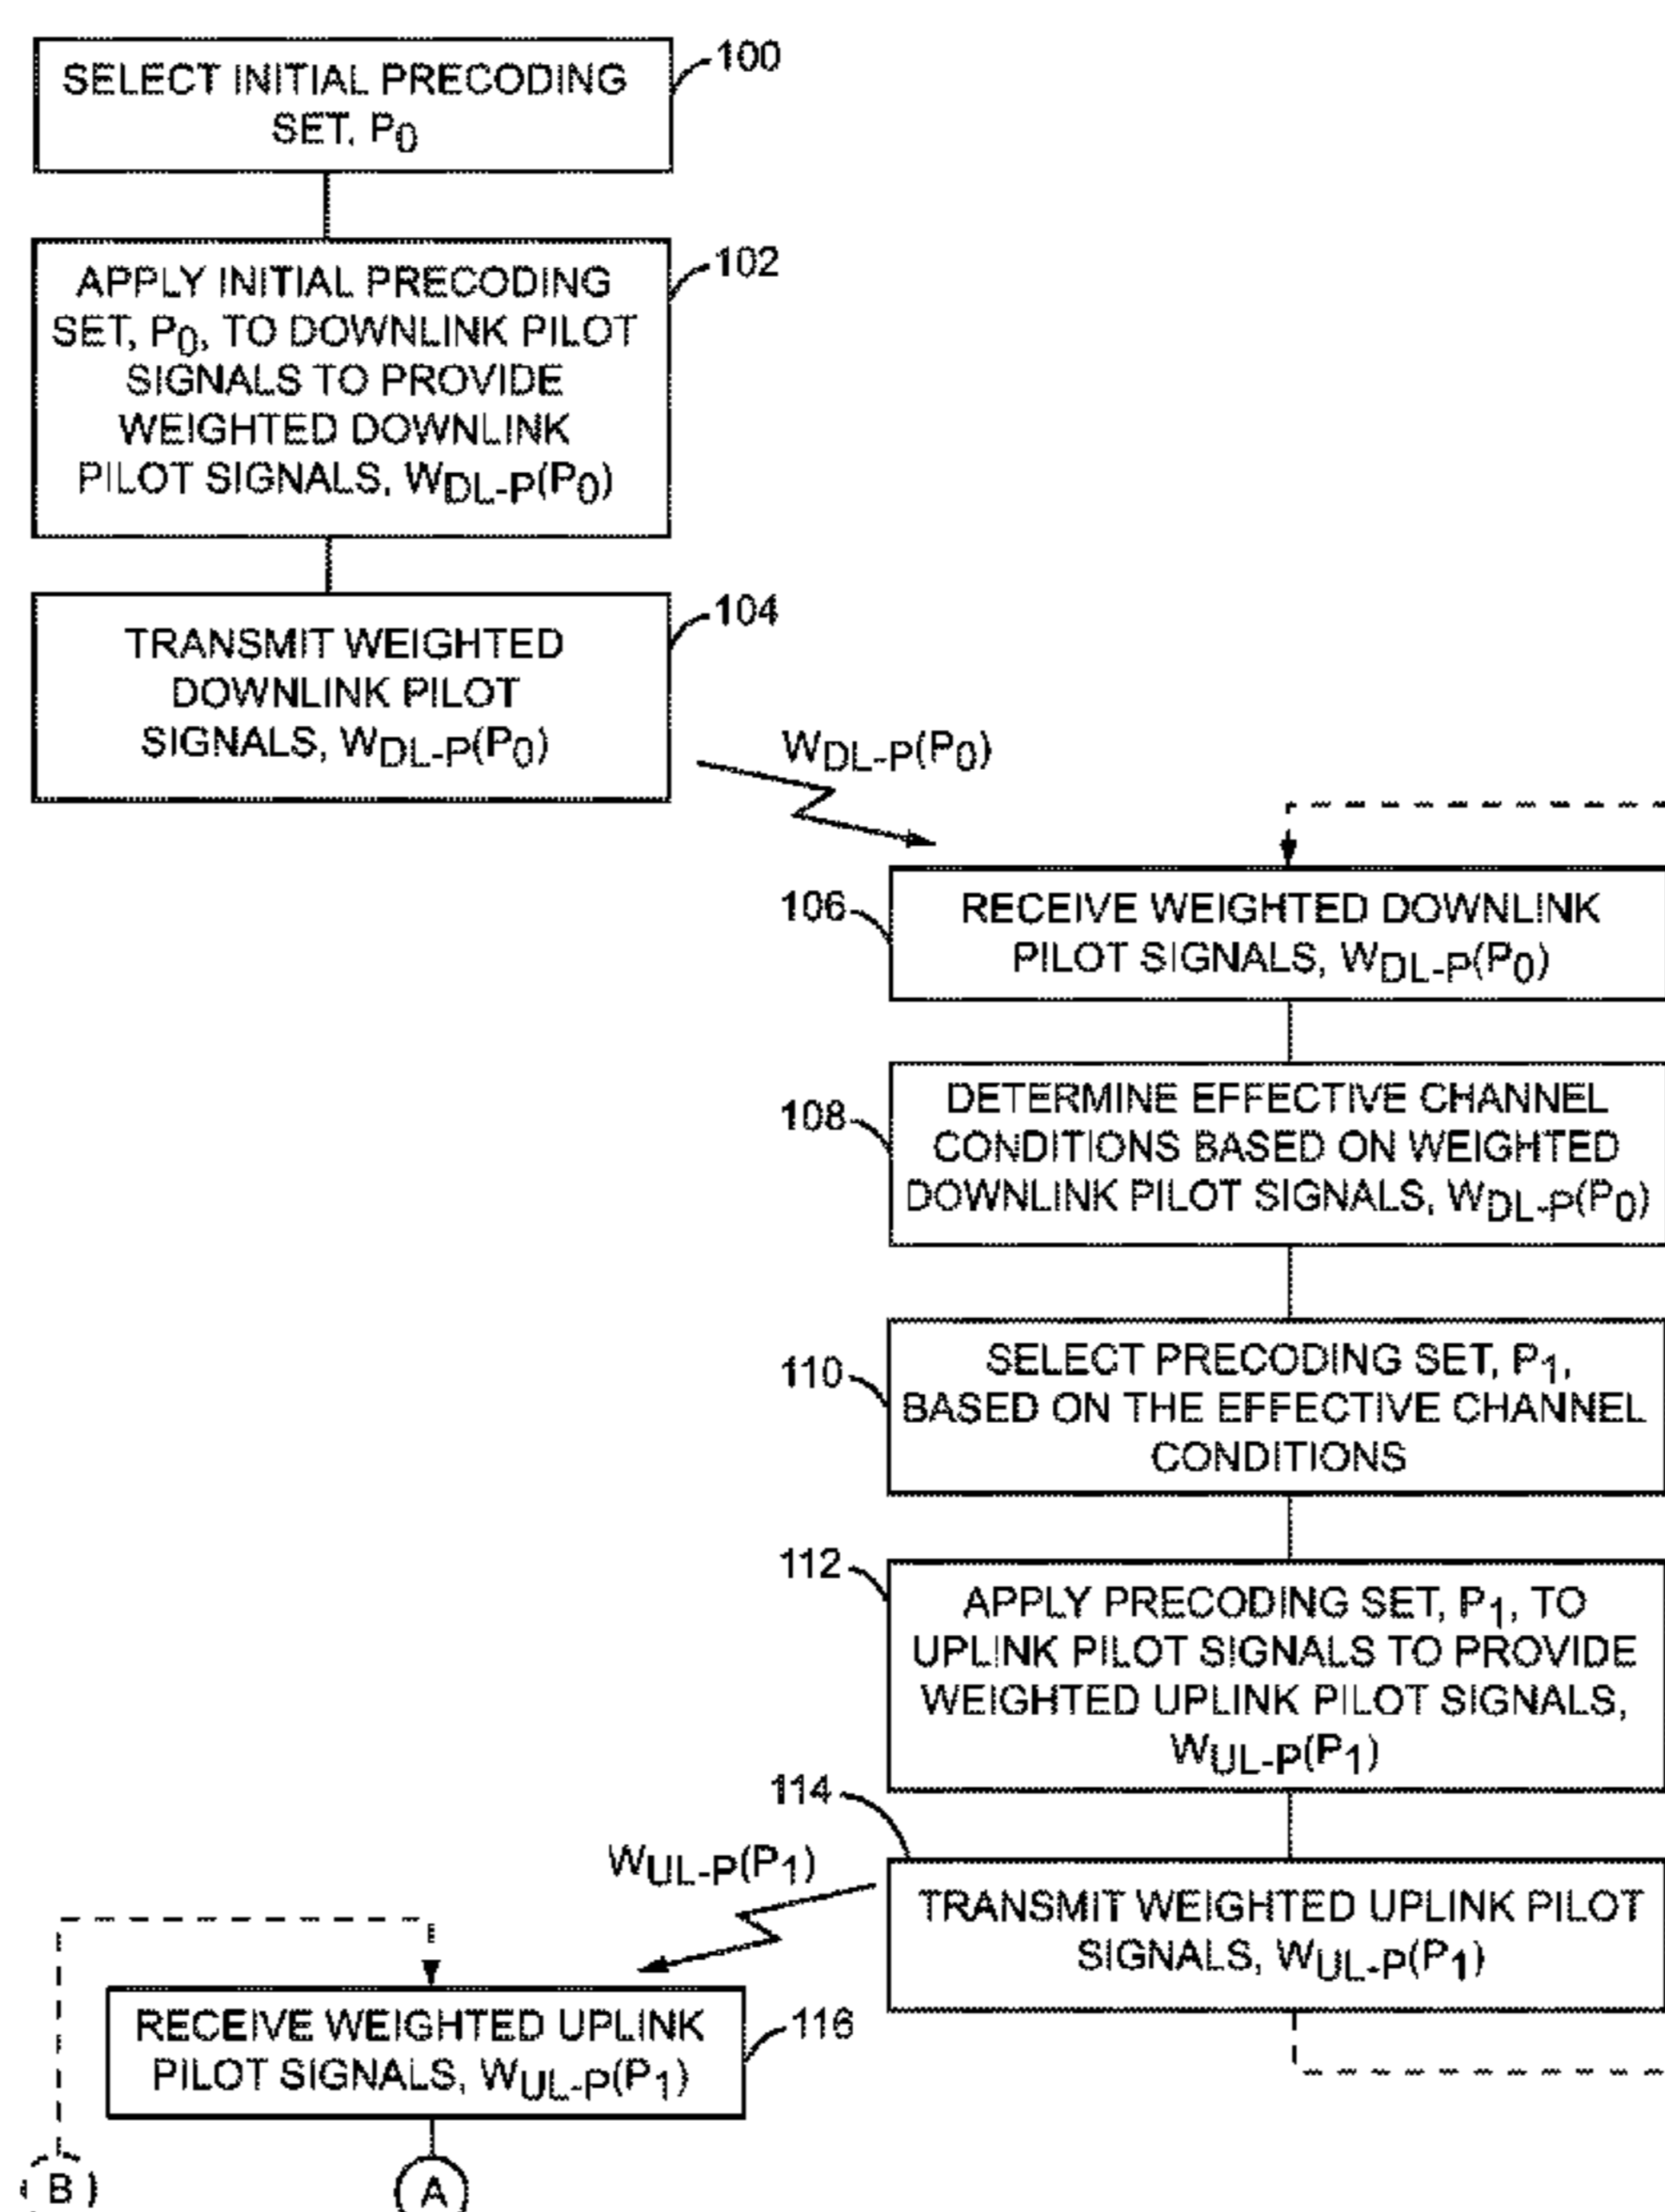 100
SELECT INITIAL PRECODING
SET, P0
102
APPLY INITIAL PRECODING
SET, P0, TO DOWNLINK PILOT
SIGNALS TO PROVIDE
WEIGHTED DOWNLINK
PILOT SIGNALS, WDL-P(P0)
104
TRANSMIT WEIGHTED
DOWNLINK PILOT
SIGNALS, WDL-P(P0)
WDL-P(P0)
106
RECEIVE WEIGHTED DOWNLINK
PILOT SIGNALS, WDL-P(P0)
108
DETERMINE EFFECTIVE CHANNEL
CONDITIONS BASED ON WEIGHTED
DOWNLINK PILOT SIGNALS, WDL-P(P0)
110
SELECT PRECODING SET, P1,
BASED ON THE EFFECTIVE CHANNEL
CONDITIONS
112
APPLY PRECODING SET, P1, TO
UPLINK PILOT SIGNALS TO PROVIDE
WEIGHTED UPLINK PILOT SIGNALS,
WUL-P(P1)
114
TRANSMIT WEIGHTED UPLINK PILOT
SIGNALS, WUL-P(P1)
WUL-P(P1)
116
RECEIVE WEIGHTED UPLINK
PILOT SIGNALS, WUL-P(P1)
B
A